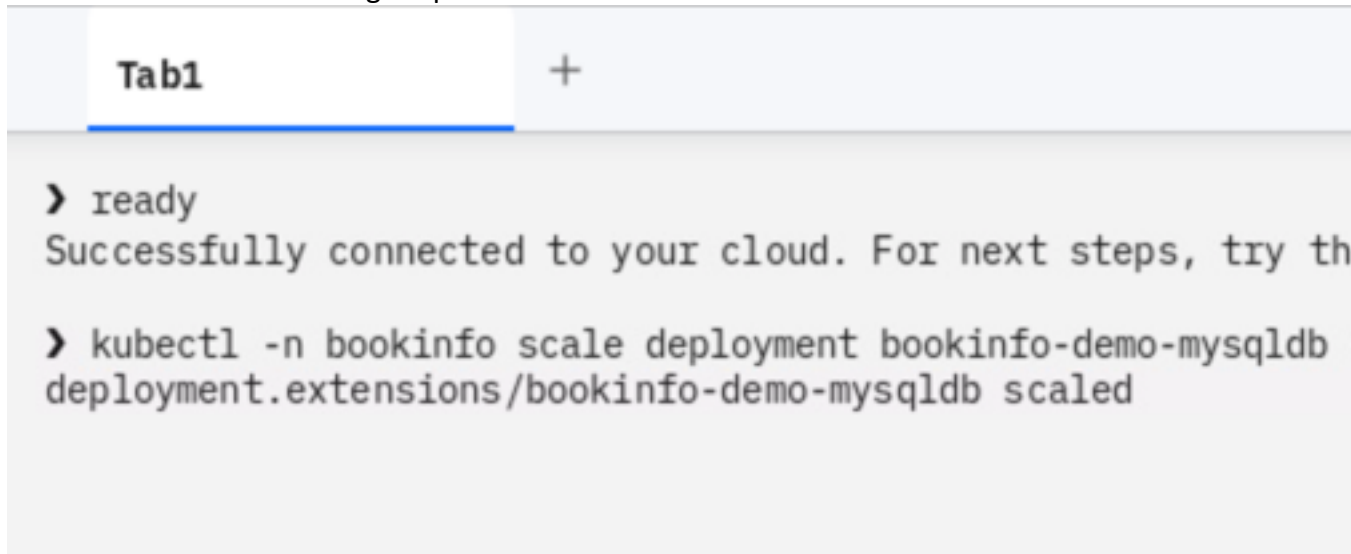 Tab1 +
❯ ready
Successfully connected to your cloud. For next steps, try th
❯ kubectl -n bookinfo scale deployment bookinfo-demo-mysqldb
deployment.extensions/bookinfo-demo-mysqldb scaled